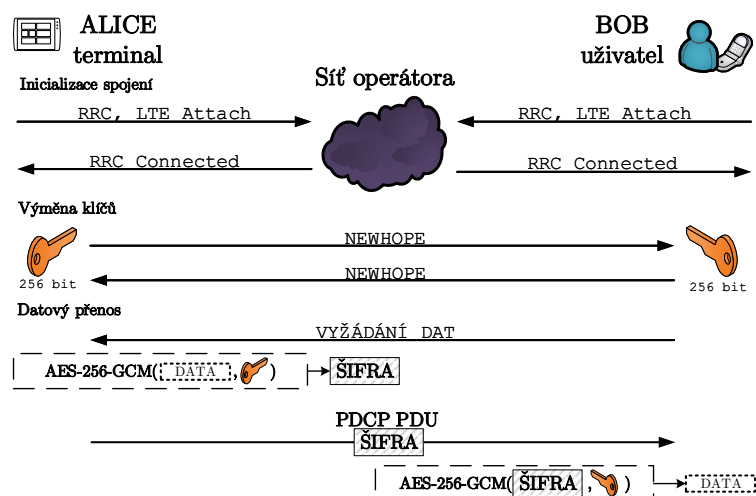 ALICE
terminal
BOB
uživatel
Inicializace spojení
Síť operátora
RRC, LTE Attach
RRC, LTE Attach
RRC Connected
RRC Connected
Výměna klíčů
NEWHOPE
NEWHOPE
256 bit
256 bit
Datový přenos
VYŽÁDÁNÍ DAT
AES-256-GCM( DATA , )
ŠIFRA
PDCP PDU
ŠIFRA
AES-256-GCM( ŠIFRA , )
DATA